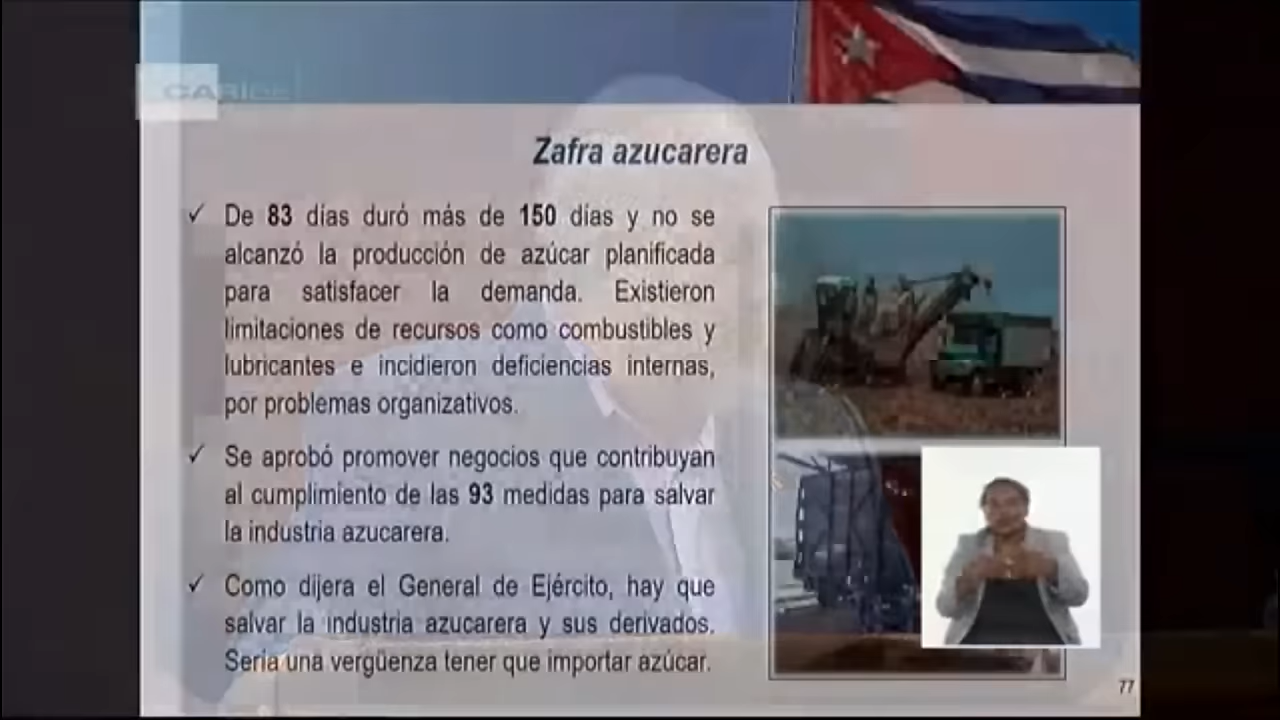 CARIBE
Zafra azucarera
✓ De 83 días duró más de 150 días y no se
alcanzó la producción de azúcar planificada
para satisfacer la demanda. Existieron
limitaciones de recursos como combustibles y
lubricantes e incidieron deficiencias internas,
por problemas organizativos.
✓ Se aprobó promover negocios que contribuyan
al cumplimiento de las 93 medidas para salvar
la industria azucarera.
✓ Como dijera el General de Ejército, hay que
salvar la industria azucarera y sus derivados.
Sería una vergüenza tener que importar azúcar.
77